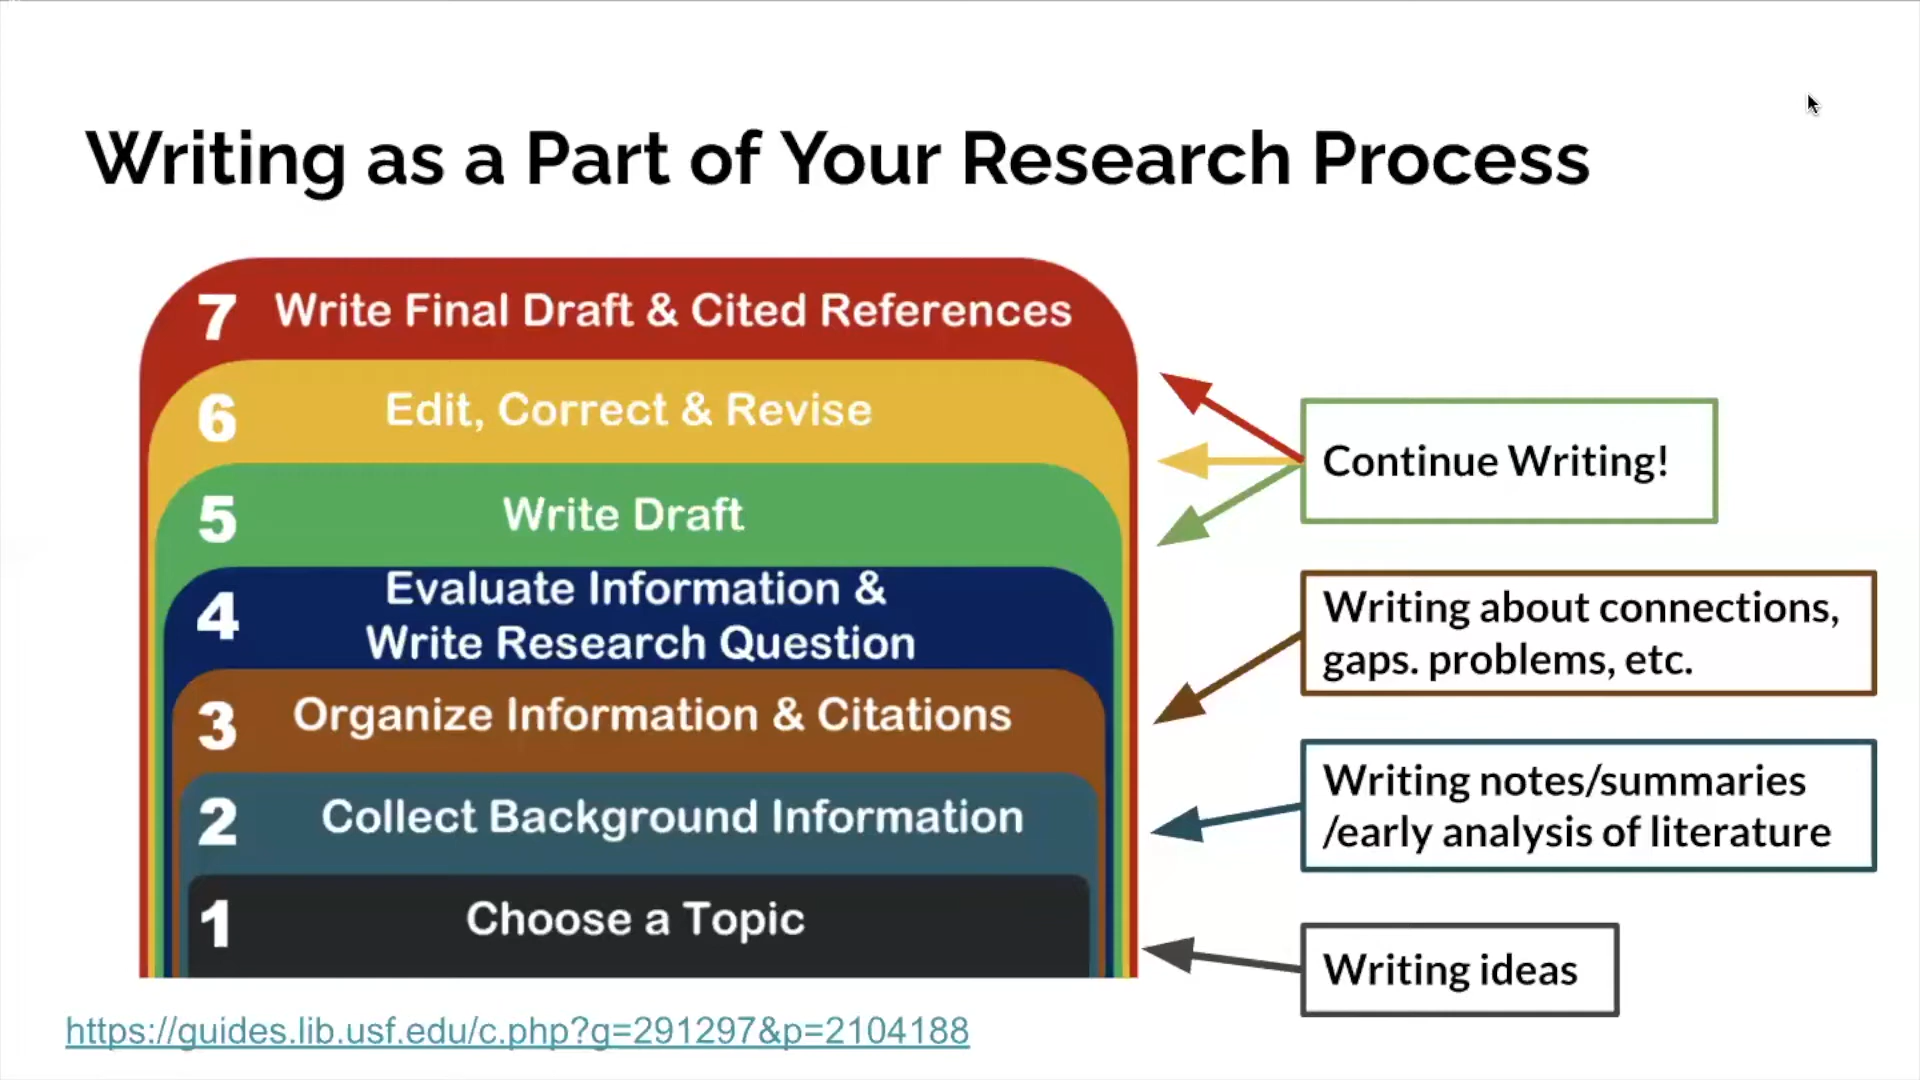 Writing as a Part of Your Research Process
7 Write Final Draft & Cited References
6 Edit, Correct & Revise
5 Write Draft
4 Evaluate Information &
Write Research Question
3 Organize Information & Citations
2 Collect Background Information
1 Choose a Topic
Continue Writing!
Writing about connections,
gaps. problems, etc.
Writing notes/summaries
/early analysis of literature
Writing ideas
https://guides.lib.usf.edu/c.php?g=291297&p=2104188